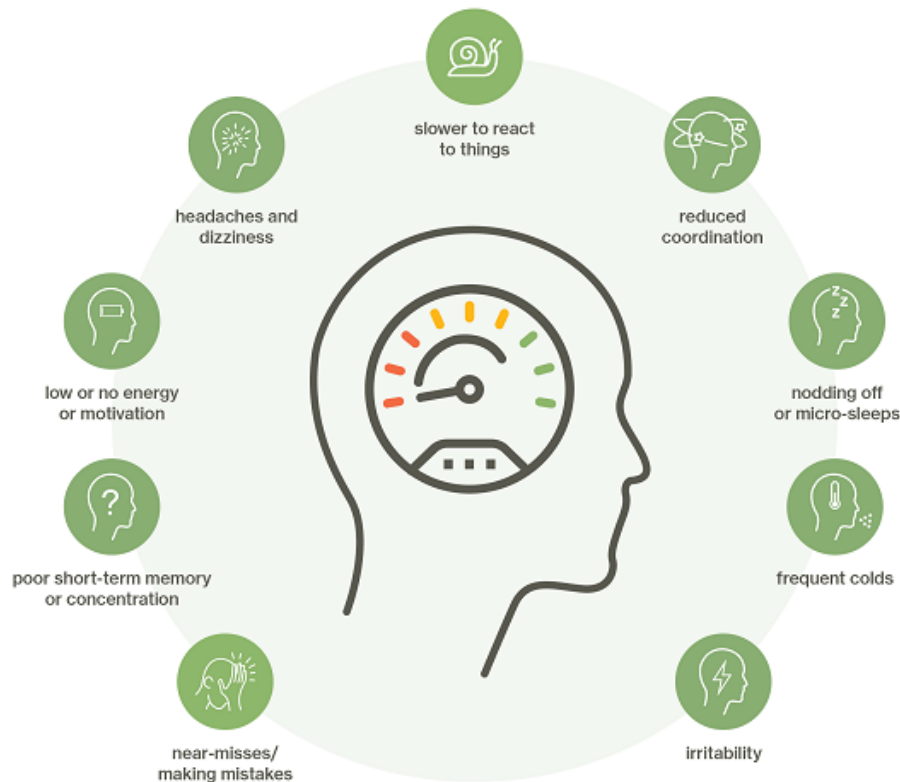 slower to react
to things
headaches and
dizziness
reduced
coordination
low or no energy
or motivation
z
z
z
nodding off
or micro-sleeps
?
poor short-term memory
or concentration
frequent colds
near-misses/
making mistakes
irritability